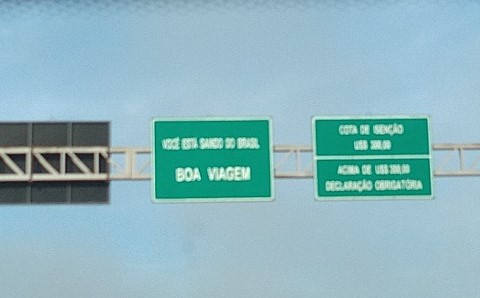 VOCÊ ESTÁ SAINDO DO BRASIL
BOA VIAGEM
COTA DE ISENÇÃO
US$ 300,00
ACIMA DE US$ 300,00
DECLARAÇÃO OBRIGATÓRIA